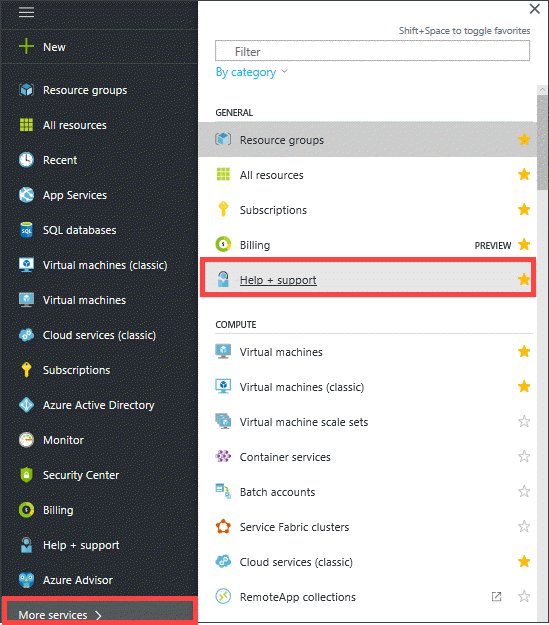 New
Resource groups
All resources
Recent
App Services
SQL databases
Virtual machines (classic)
Virtual machines
Cloud services (classic)
Subscriptions
Azure Active Directory
Monitor
Security Center
Billing
Help + support
Azure Advisor
More services
Shift+Space to toggle favorites
Filter
By category
GENERAL
Resource groups
All resources
Subscriptions
Billing PREVIEW
Help + support
COMPUTE
Virtual machines
Virtual machines (classic)
Virtual machine scale sets
Container services
Batch accounts
Service Fabric clusters
Cloud services (classic)
RemoteApp collections